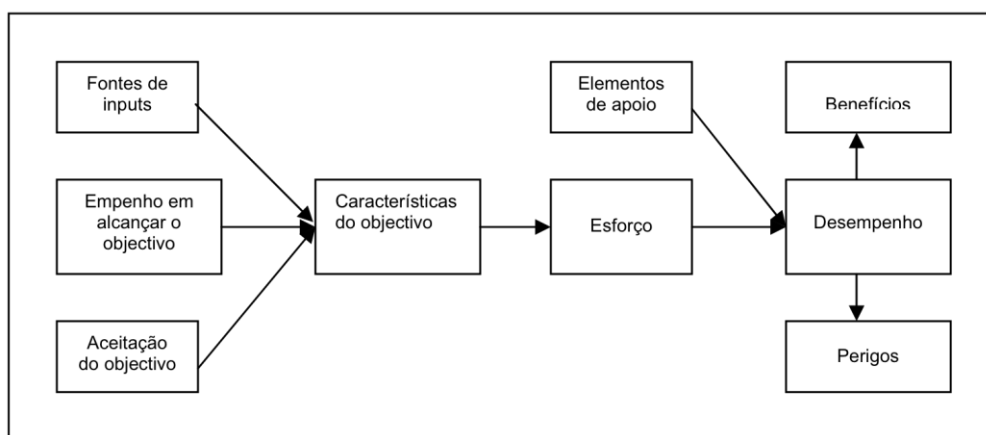 Fontes de
inputs
Elementos
de apoio
Benefícios
Empenho em
alcançar o
objectivo
Características
do objectivo
Esforço
Desempenho
Aceitação
do objectivo
Perigos